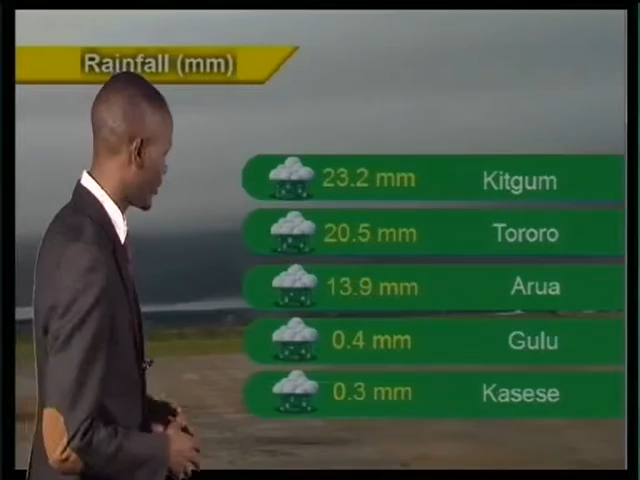 Rainfall (mm)
23.2 mm Kitgum
20.5 mm Tororo
13.9 mm Arua
0.4 mm Gulu
0.3 mm Kasese